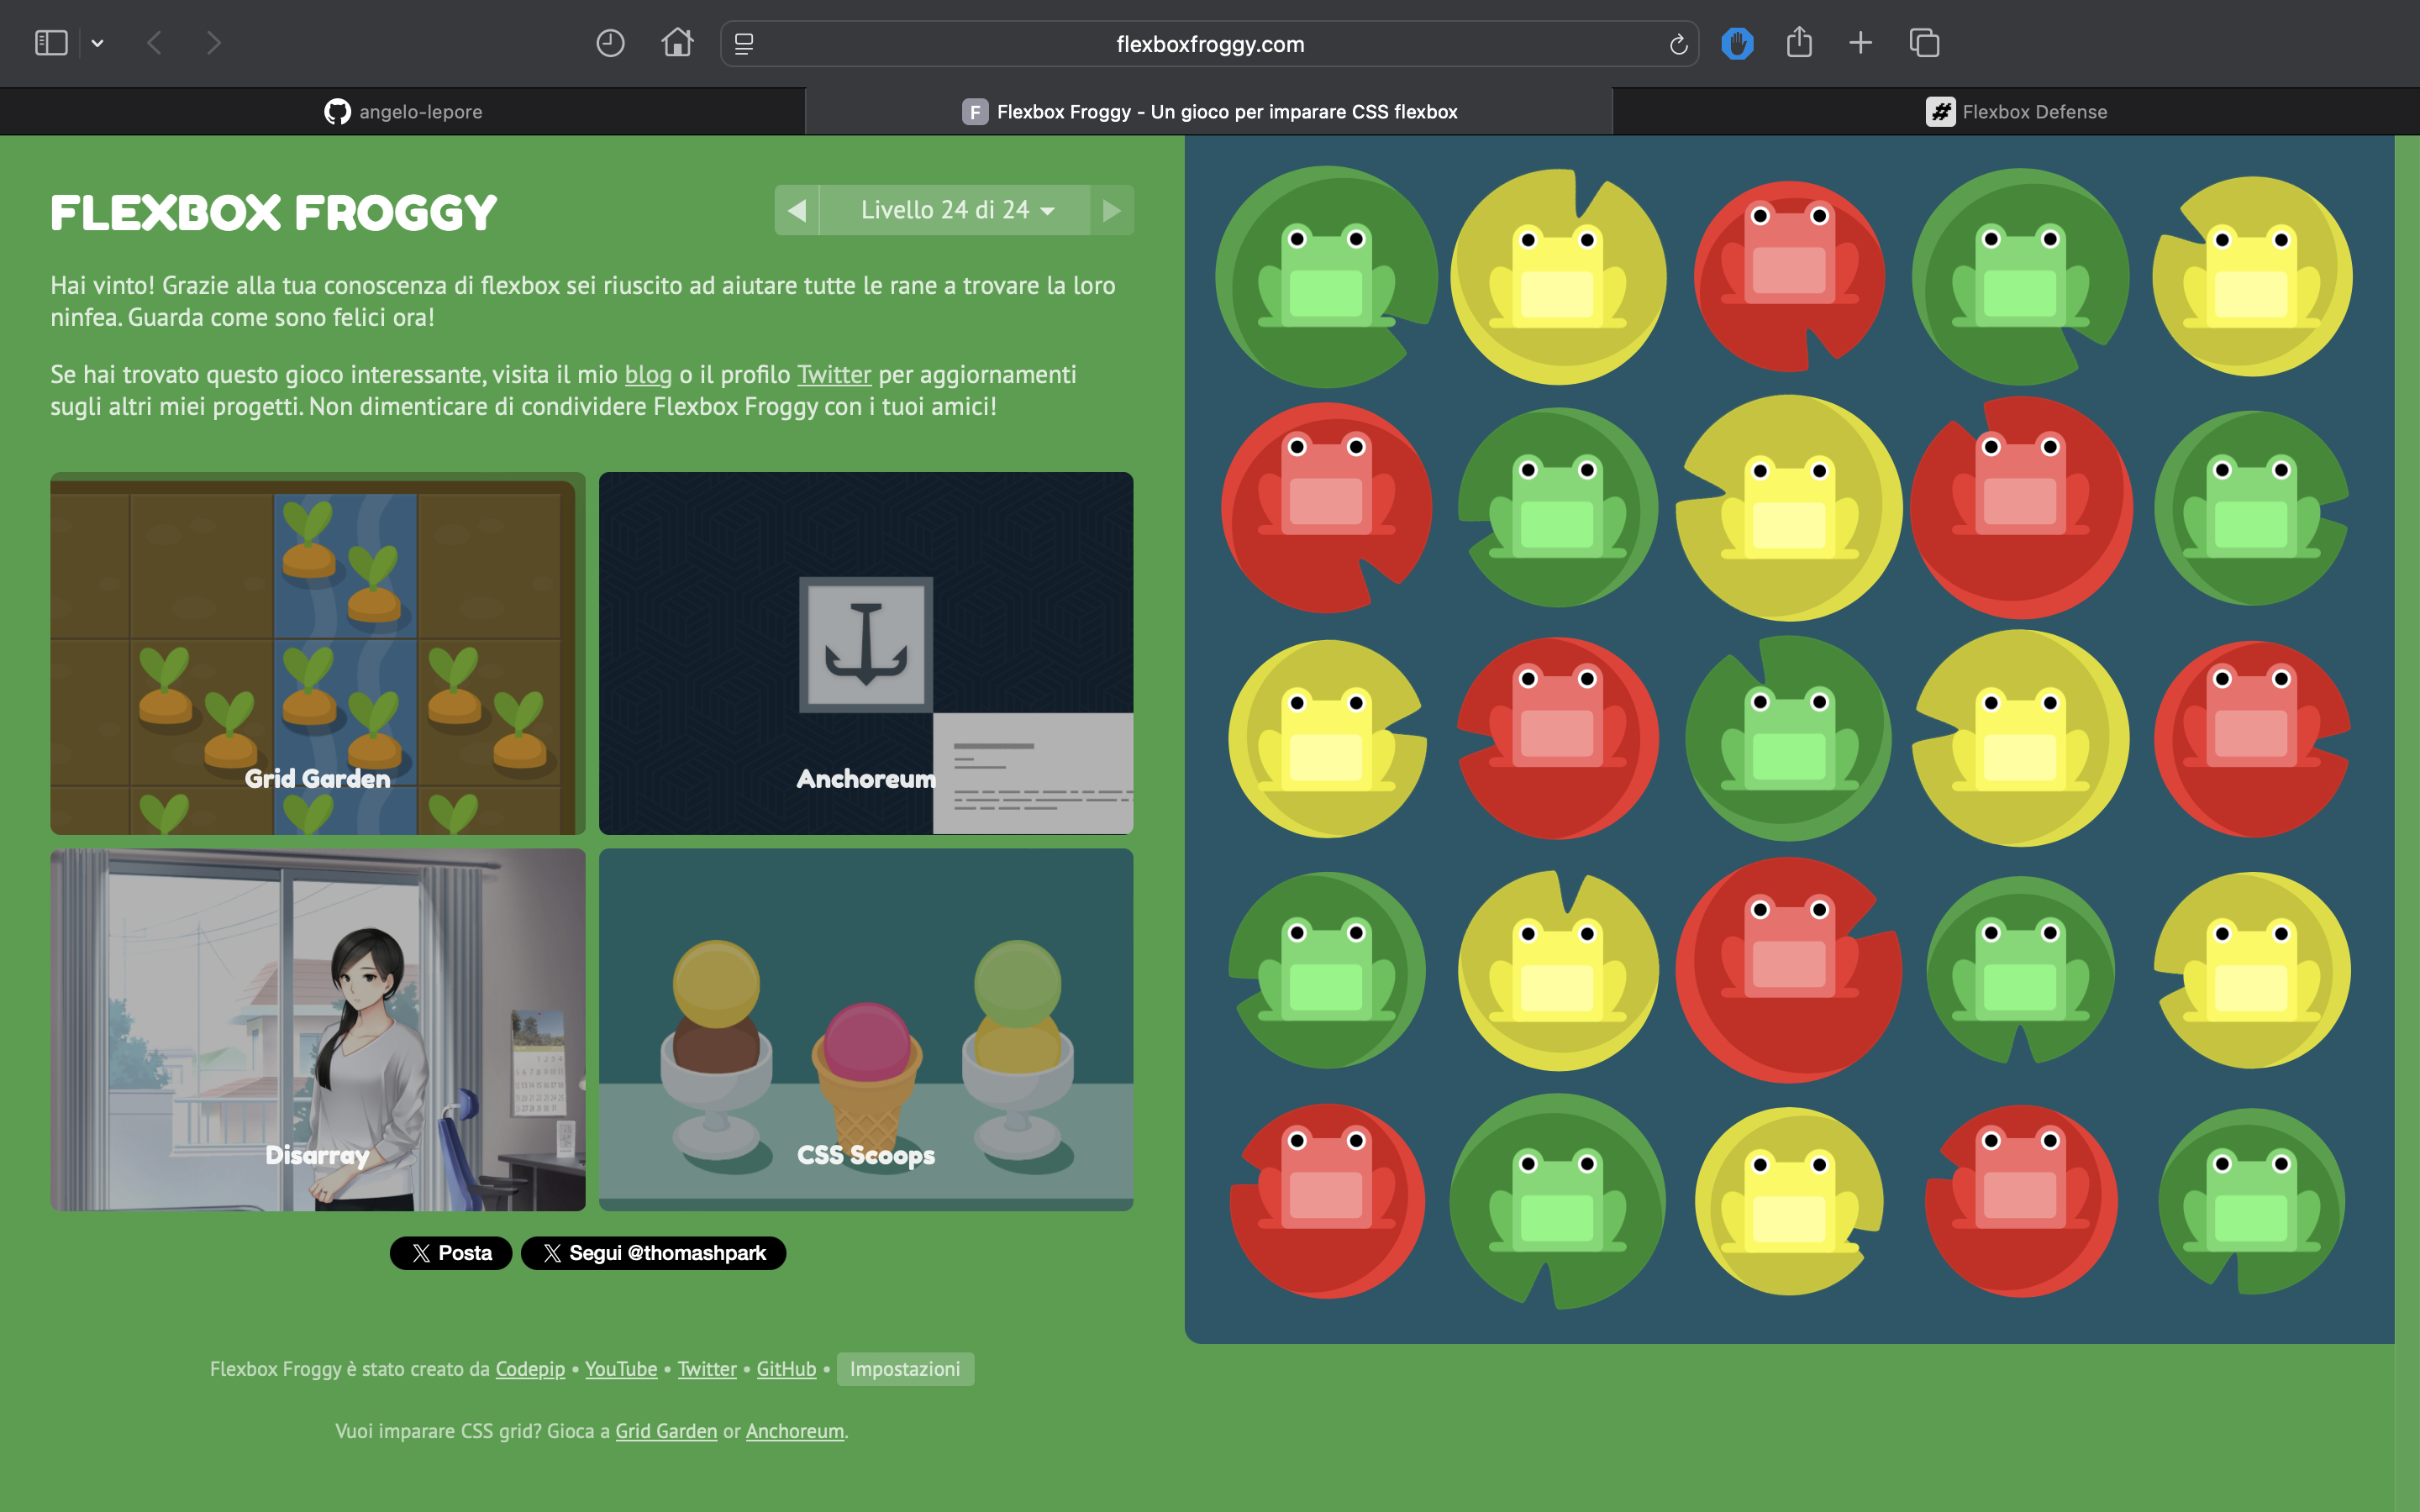 flexboxfroggy.com
angelo-lepore
F
Flexbox Froggy - Un gioco per imparare CSS flexbox
#
Flexbox Defense
FLEXBOX FROGGY
Livello 24 di 24
Hai vinto! Grazie alla tua conoscenza di flexbox sei riuscito ad aiutare tutte le rane a trovare la loro
ninfea. Guarda come sono felici ora!
Se hai trovato questo gioco interessante, visita il mio blog o il profilo Twitter per aggiornamenti
sugli altri miei progetti. Non dimenticare di condividere Flexbox Froggy con i tuoi amici!
Grid Garden
Anchoreum
Disarray
CSS Scoops
X Posta
X Segui @thomashpark
Flexbox Froggy è stato creato da Codepip • YouTube • Twitter • GitHub • Impostazioni
Vuoi imparare CSS grid? Gioca a Grid Garden or Anchoreum.